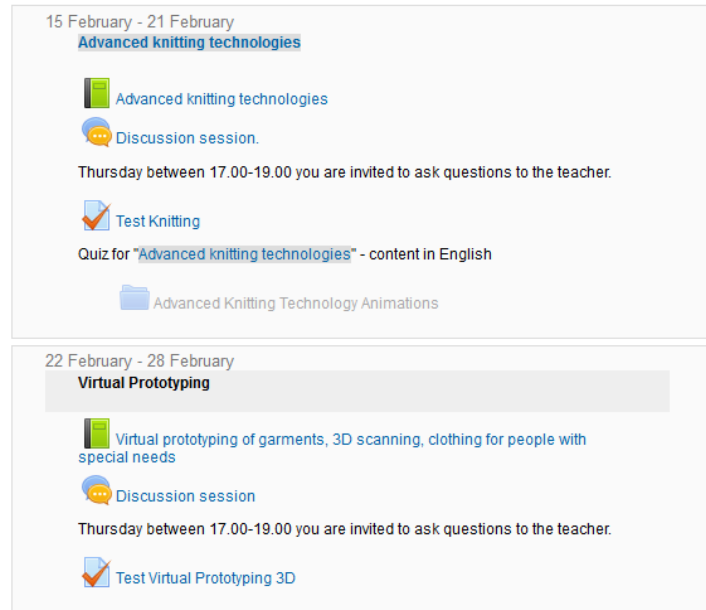 15 February - 21 February
Advanced knitting technologies
Advanced knitting technologies
Discussion session.
Thursday between 17.00-19.00 you are invited to ask questions to the teacher.
Test Knitting
Quiz for "Advanced knitting technologies" - content in English
Advanced Knitting Technology Animations
22 February - 28 February
Virtual Prototyping
Virtual prototyping of garments, 3D scanning, clothing for people with
special needs
Discussion session
Thursday between 17.00-19.00 you are invited to ask questions to the teacher.
Test Virtual Prototyping 3D